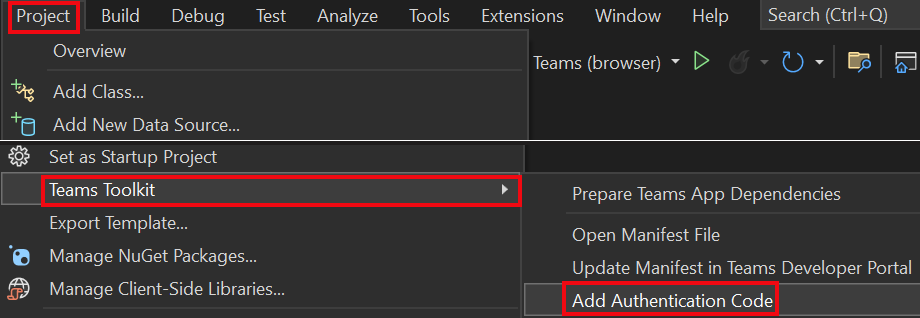 Project Build Debug Test Analyze Tools Extensions Window Help Search (Ctrl+Q)
Overview
Teams (browser)
Add Class...
Add New Data Source...
Set as Startup Project
Teams Toolkit
Prepare Teams App Dependencies
Export Template...
Open Manifest File
Manage NuGet Packages...
Update Manifest in Teams Developer Portal
Manage Client-Side Libraries...
Add Authentication Code